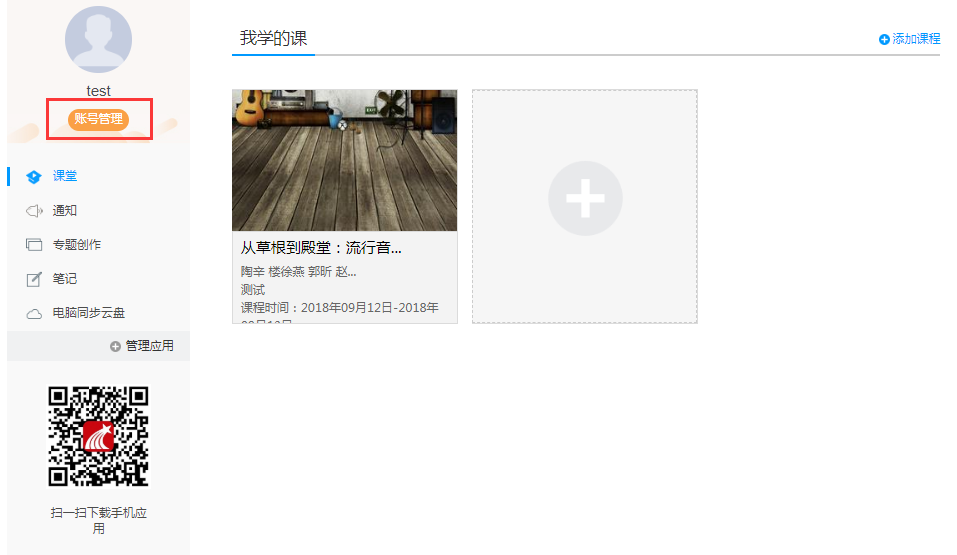 test
账号管理
课堂
通知
专题创作
笔记
电脑同步云盘
管理应用
扫一扫下载手机应
用
我学的课
添加课程
EXIT
从草根到殿堂：流行音...
陶辛 楼徐燕 郭昕 赵...
测试
课程时间：2018年09月12日-2018年